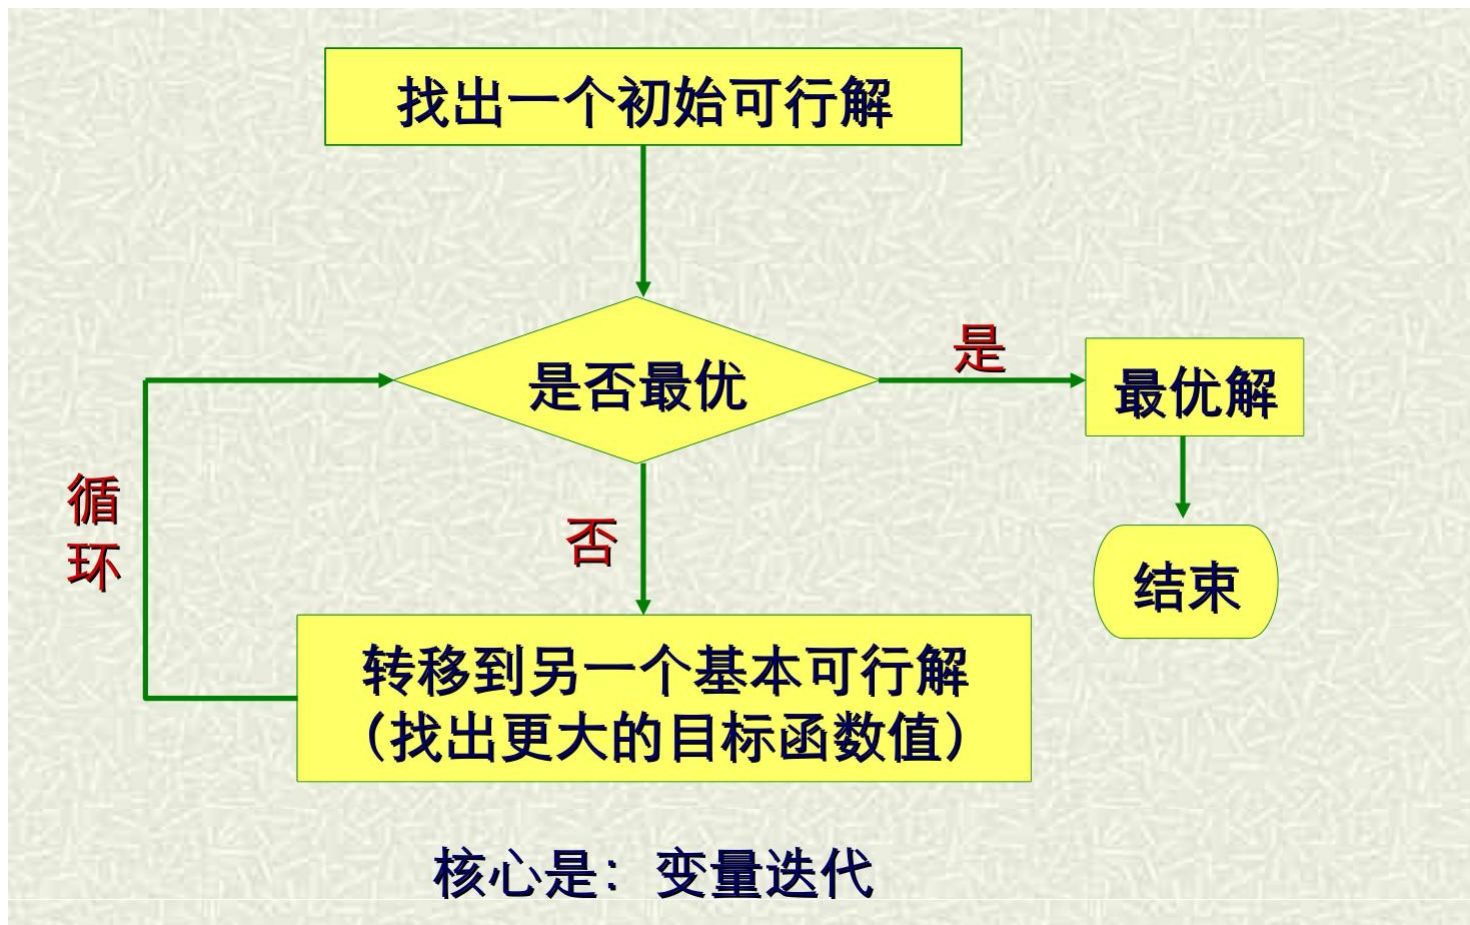 找出一个初始可行解
是否最优
是
最优解
循
环
否
结束
转移到另一个基本可行解
（找出更大的目标函数值）
核心是：变量迭代